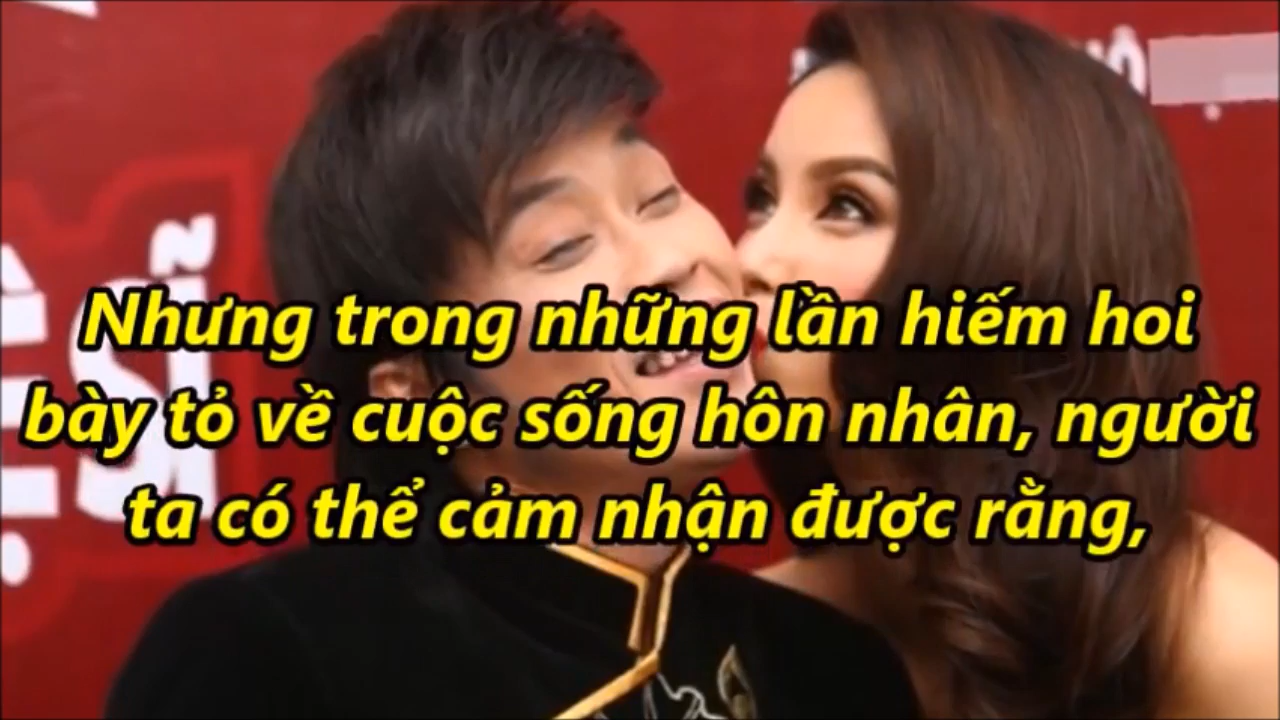 Nhưng trong những lần hiếm hoi
bày tỏ về cuộc sống hôn nhân, người
ta có thể cảm nhận được rằng,
SĨ